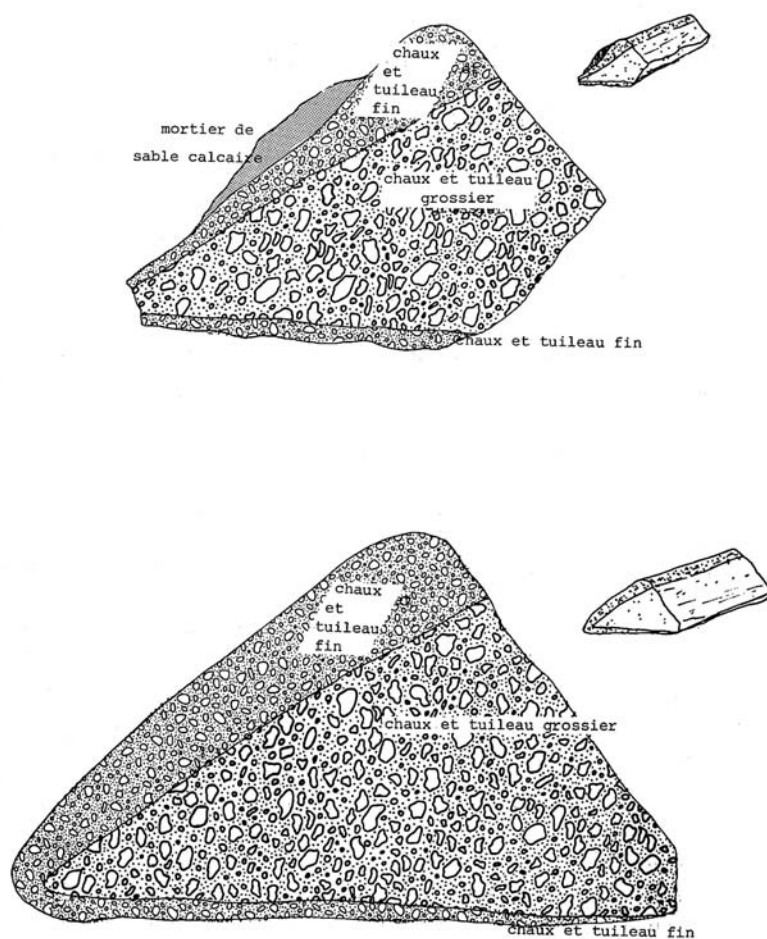 chaux
et
tuileau
fin
mortier de
sable calcaire
chaux et tuileau
grossier
chaux et tuileau fin
chaux
et
tuileau
fin
chaux et tuileau grossier
chaux et tuileau fin